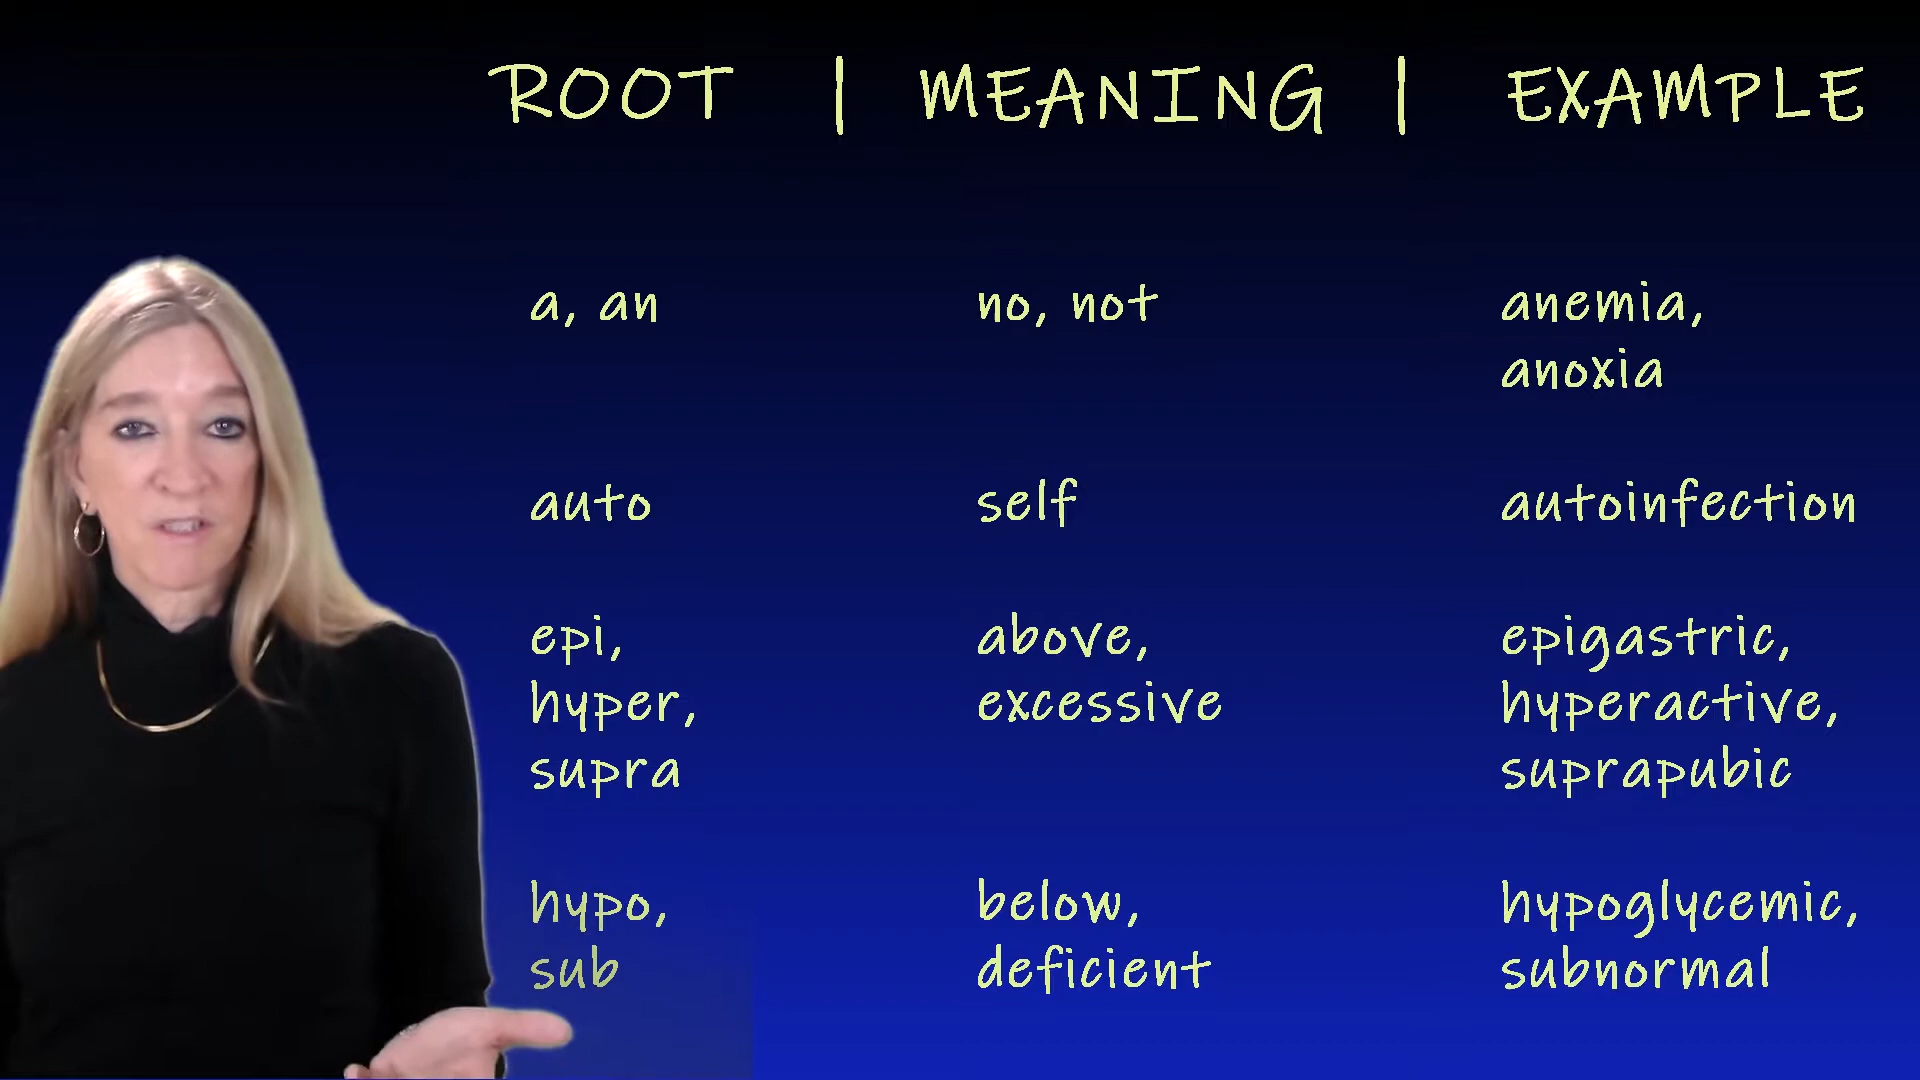 ROOT | MEANING | EXAMPLE
a, an no, not anemia,
anoxia
auto self autoinfection
epi, above, epigastric,
hyper, excessive hyperactive,
supra suprapubic
hypo, below, hypoglycemic,
sub deficient subnormal